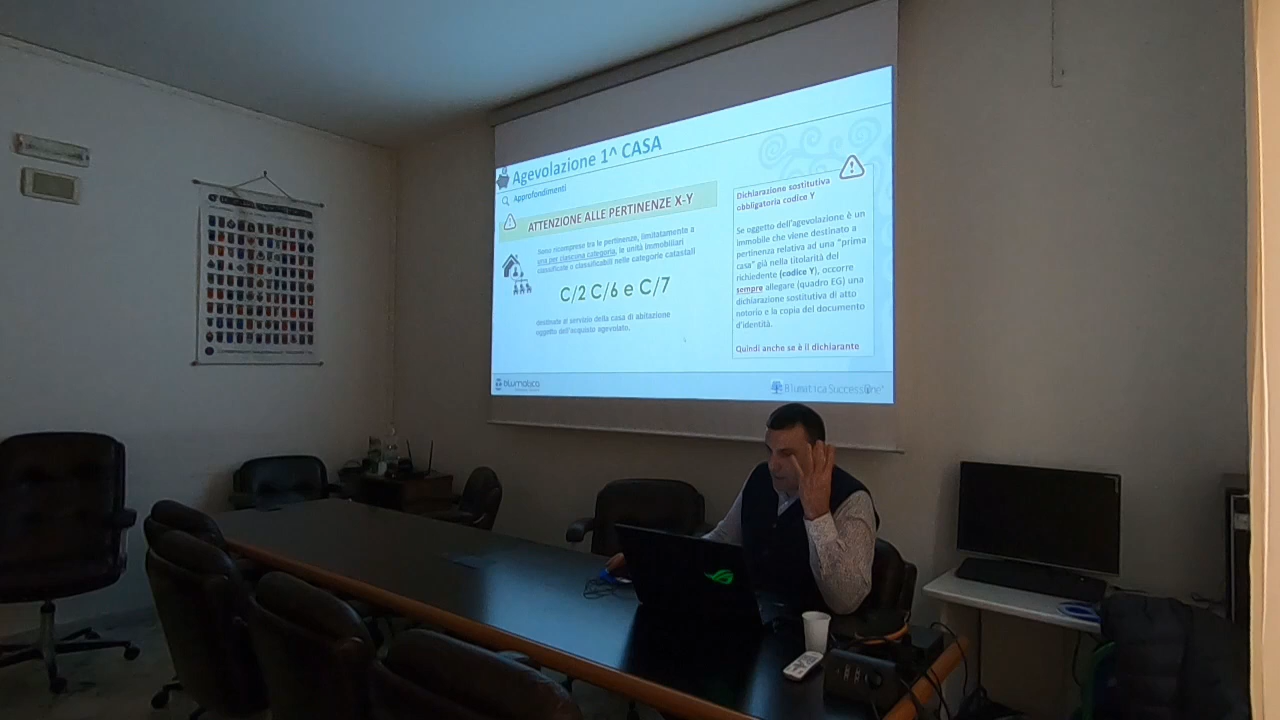 Agevolazione 1^ CASA
Approfondimenti
ATTENZIONE ALLE PERTINENZE X-Y
Sono ricomprese tra le pertinenze, limitatamente a
una per ciascuna categoria, le unità immobiliari
classificate o classificabili nelle categorie catastali
C/2 C/6 e C/7
destinate al servizio della casa di abitazione
oggetto dell'acquisto agevolato.
Dichiarazione sostitutiva
obbligatoria codice Y
Se oggetto dell'agevolazione è un
immobile che viene destinato a
pertinenza relativa ad una "prima
casa" già nella titolarità del
richiedente (codice Y), occorre
sempre allegare (quadro EG) una
dichiarazione sostitutiva di atto
notorio e la copia del documento
d'identità.
Quindi anche se è il dichiarante
blumatica
Blumatica SuccessiOne